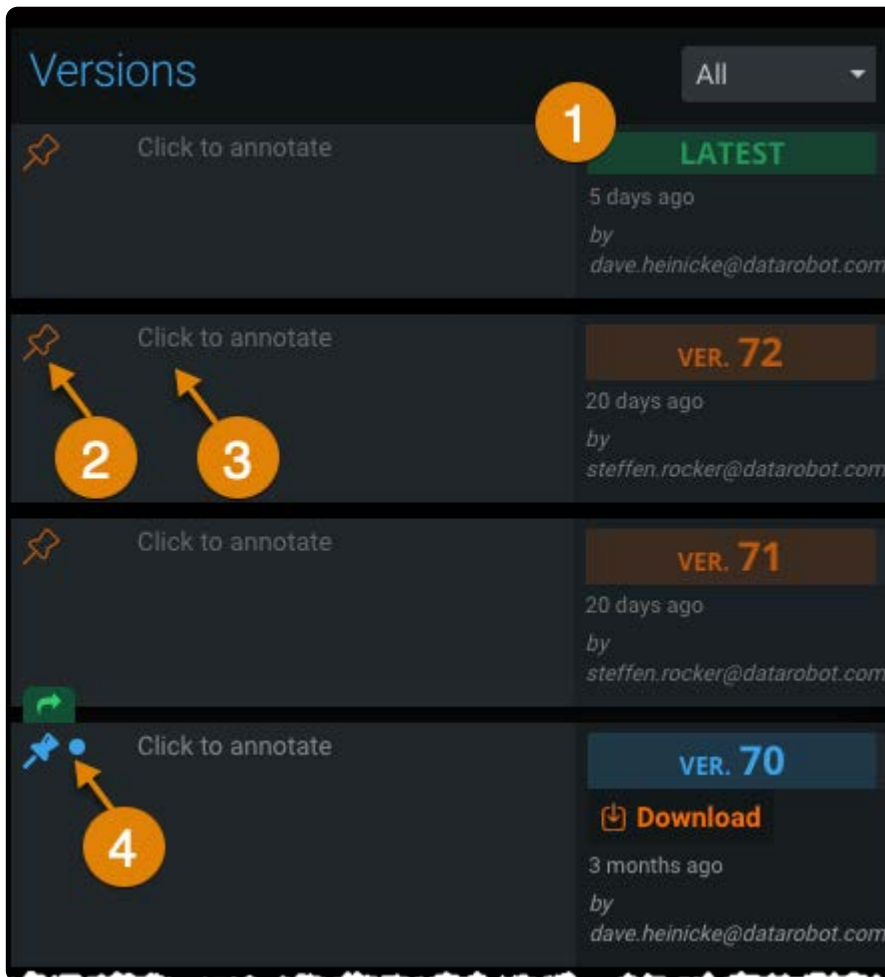 Versions
All
1
Click to annotate
LATEST
5 days ago
by
dave.heinicke@datarobot.com
Click to annotate
VER. 72
20 days ago
by
steffen.rocker@datarobot.com
2
3
Click to annotate
VER. 71
20 days ago
by
steffen.rocker@datarobot.com
Click to annotate
VER. 70
Download
4
3 months ago
by
dave.heinicke@datarobot.com